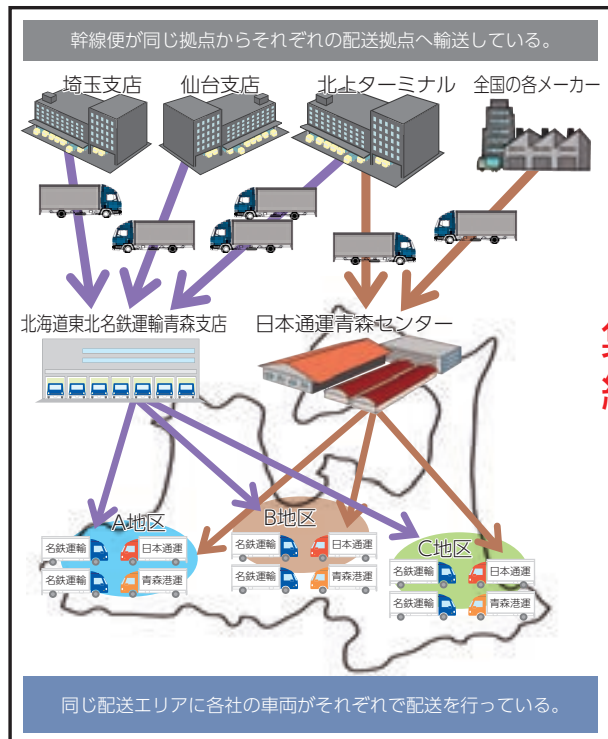 幹線便が同じ拠点からそれぞれの配送拠点へ輸送している。
埼玉支店 仙台支店 北上ターミナル 全国の各メーカー
北海道東北名鉄運輸青森支店 日本通運青森センター
A地区
名鉄運輸 日本通運
名鉄運輸 青森港運
B地区
名鉄運輸 日本通運
名鉄運輸 青森港運
C地区
名鉄運輸 日本通運
名鉄運輸 青森港運
同じ配送エリアに各社の車両がそれぞれで配送を行っている。